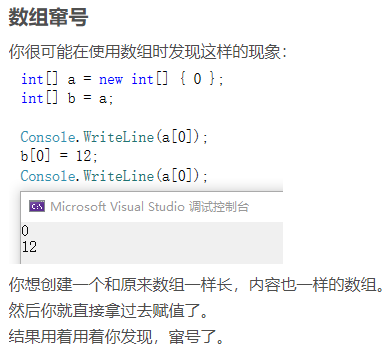 数组窜号
你很可能在使用数组时发现这样的现象：
int[] a = new int[] { 0 };
int[] b = a;
Console.WriteLine(a[0]);
b[0] = 12;
Console.WriteLine(a[0]);
Microsoft Visual Studio 调试控制台
0
12
你想创建一个和原来数组一样长，内容也一样的数组。
然后你就直接拿过去赋值了。
结果用着用着你发现，窜号了。